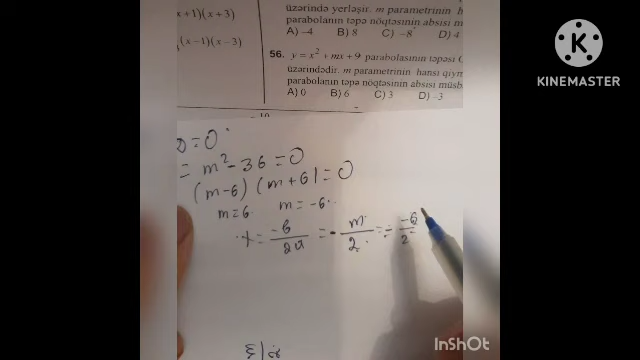 x+1)(x+3)
(x−1)(x−3)
üzərində yerləşir. m parametrinin
parabolanın təpə nöqtəsinin absisi
A) −4 B) 8 C) −8 D) 4
56. y = x² + mx + 9 parabolasının təpəsi
üzərindədir. m parametrinin hansı
parabolanın təpə nöqtəsinin absisi
A) 0 B) 6 C) 3 D) −3
KINEMASTER
D = 0
= m² − 36 = 0
(m−6) (m+6) = 0
m = 6 m = −6
x = −b/2a = −m/2 = −−6/2
InShOt